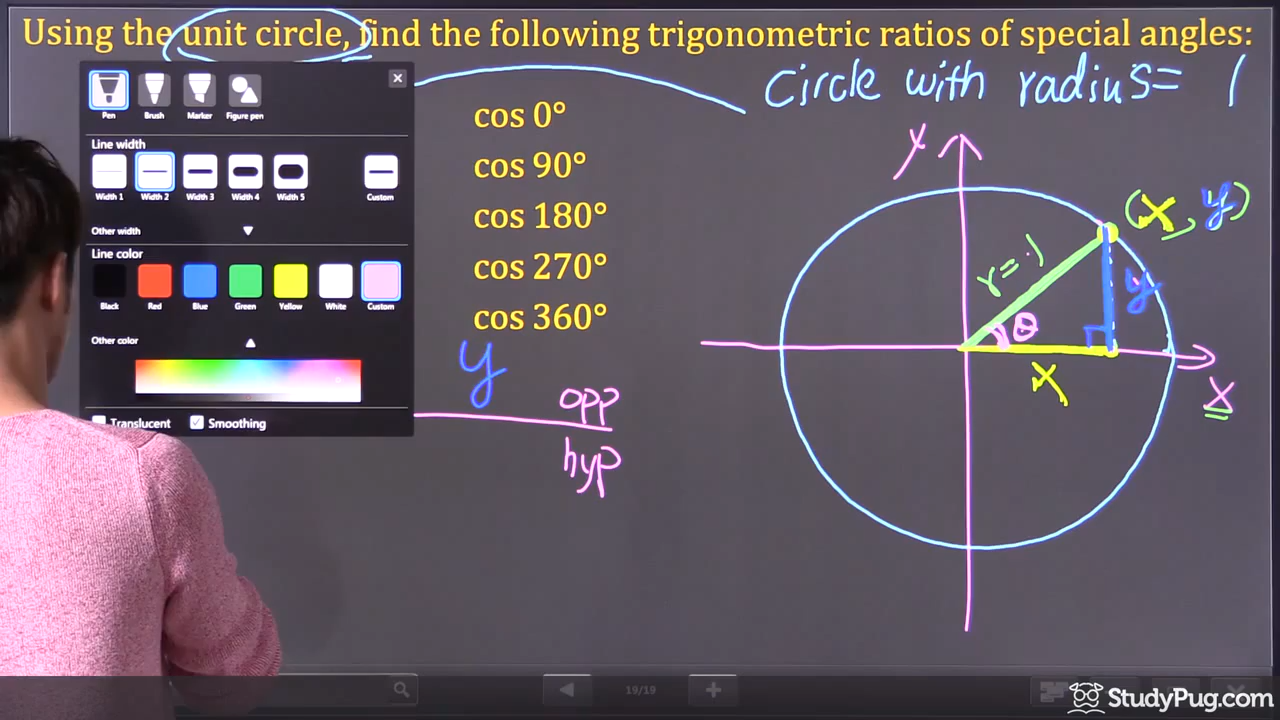 Using the unit circle, find the following trigonometric ratios of special angles:
Circle with radius= 1
Pen Brush Marker Figure pen
Line width
Width 1 Width 2 Width 3 Width 4 Width 5 Custom
Other width
Line color
Black Red Blue Green Yellow White Custom
Other color
Translucent Smoothing
cos 0°
cos 90°
cos 180°
cos 270°
cos 360°
y
opp
hyp
y
(x, y)
r=1
y
θ
x
x
19/19
StudyPug.com